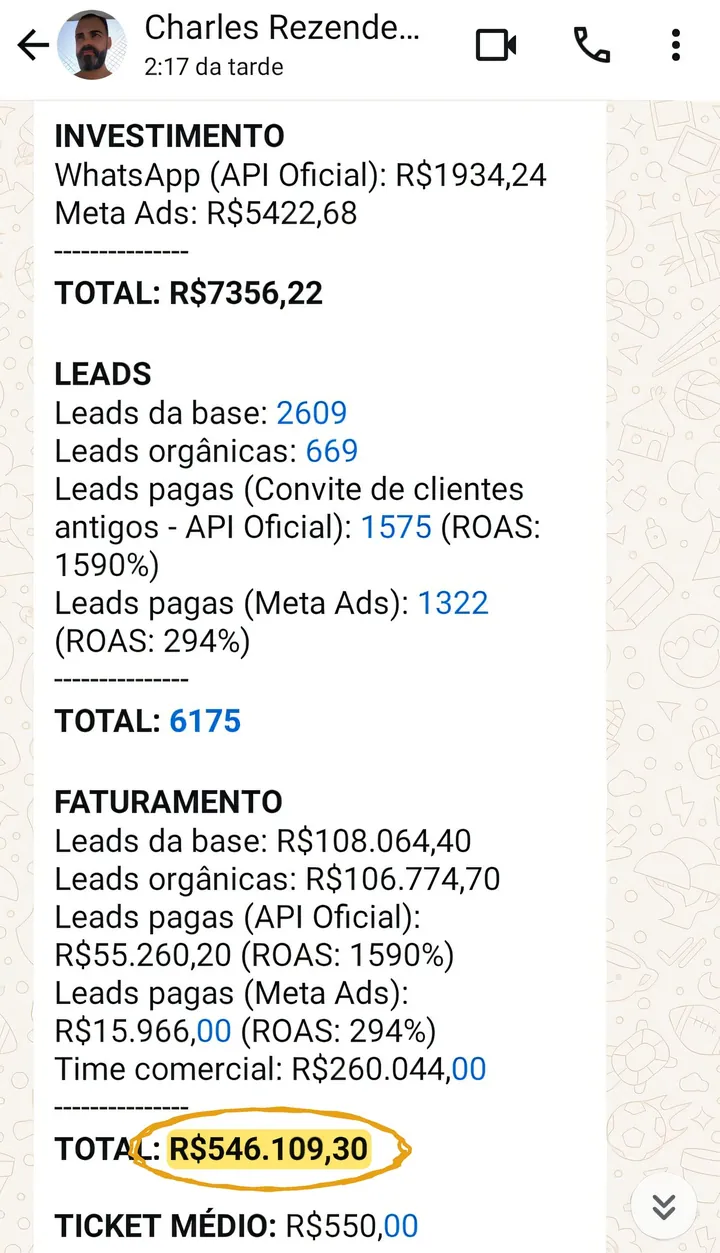 Charles Rezende...
2:17 da tarde
INVESTIMENTO
WhatsApp (API Oficial): R$1934,24
Meta Ads: R$5422,68
---------------
TOTAL: R$7356,22
LEADS
Leads da base: 2609
Leads orgânicas: 669
Leads pagas (Convite de clientes
antigos - API Oficial): 1575 (ROAS:
1590%)
Leads pagas (Meta Ads): 1322
(ROAS: 294%)
---------------
TOTAL: 6175
FATURAMENTO
Leads da base: R$108.064,40
Leads orgânicas: R$106.774,70
Leads pagas (API Oficial):
R$55.260,20 (ROAS: 1590%)
Leads pagas (Meta Ads):
R$15.966,00 (ROAS: 294%)
Time comercial: R$260.044,00
---------------
TOTAL: R$546.109,30
TICKET MÉDIO: R$550,00